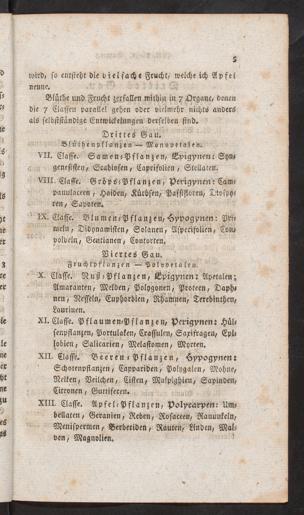 5
wird, so entsteht die vielfache Frucht, welche ich Apfel
nenne.
Blüthe und Frucht zerfallen mithin in 7 Organe, denen
die 7 Classen parallel gehen oder vielmehr nichts anders
als selbstständige Entwickelungen derselben sind.
Drittes Gau.
Blüthenpflanzen — Monopetalen.
VII. Classe. Samen-Pflanzen, Epigynen: Syn-
genesisten, Scabiosen, Caprifolien, Stellaten.
VIII. Classe. Gröps-Pflanzen, Perigynen: Cam-
panulaceen, Haiden, Kürbsen, Passifloren, Diospy-
ren, Sapoten.
IX. Classe. Blumen-Pflanzen, Hypogynen: Pri-
meln, Didynamisten, Solanen, Asperifolien, Con-
volveln, Gentianen, Contorten.
Viertes Gau.
Fruchtpflanzen — Polypetalen.
X. Classe. Nuß-Pflanzen, Epigynen: Apetalen;
Amaranten, Melden, Polygonen, Proteen, Daph-
nen, Nesseln, Euphorbien, Rhamnen, Terebinthen,
Laurinen.
XI. Classe. Pflaumen-Pflanzen, Perigynen: Hül-
senpflanzen, Portulaken, Crassulen, Saxifragen, Epi-
lobien, Salicarien, Melastomen, Myrten.
XII. Classe. Beeren-Pflanzen, Hypogynen:
Schotenpflanzen, Cappariden, Polygalen, Mohne,
Nelken, Veilchen, Cisten, Malpighien, Sapinden,
Citronen, Guttiferen.
XIII. Classe. Apfel-Pflanzen, Polycarpen: Um-
bellaten, Geranien, Reben, Rosaceen, Ranunkeln,
Menispermen, Berbetiden, Rauten, Linden, Mal-
ven, Magnolien.